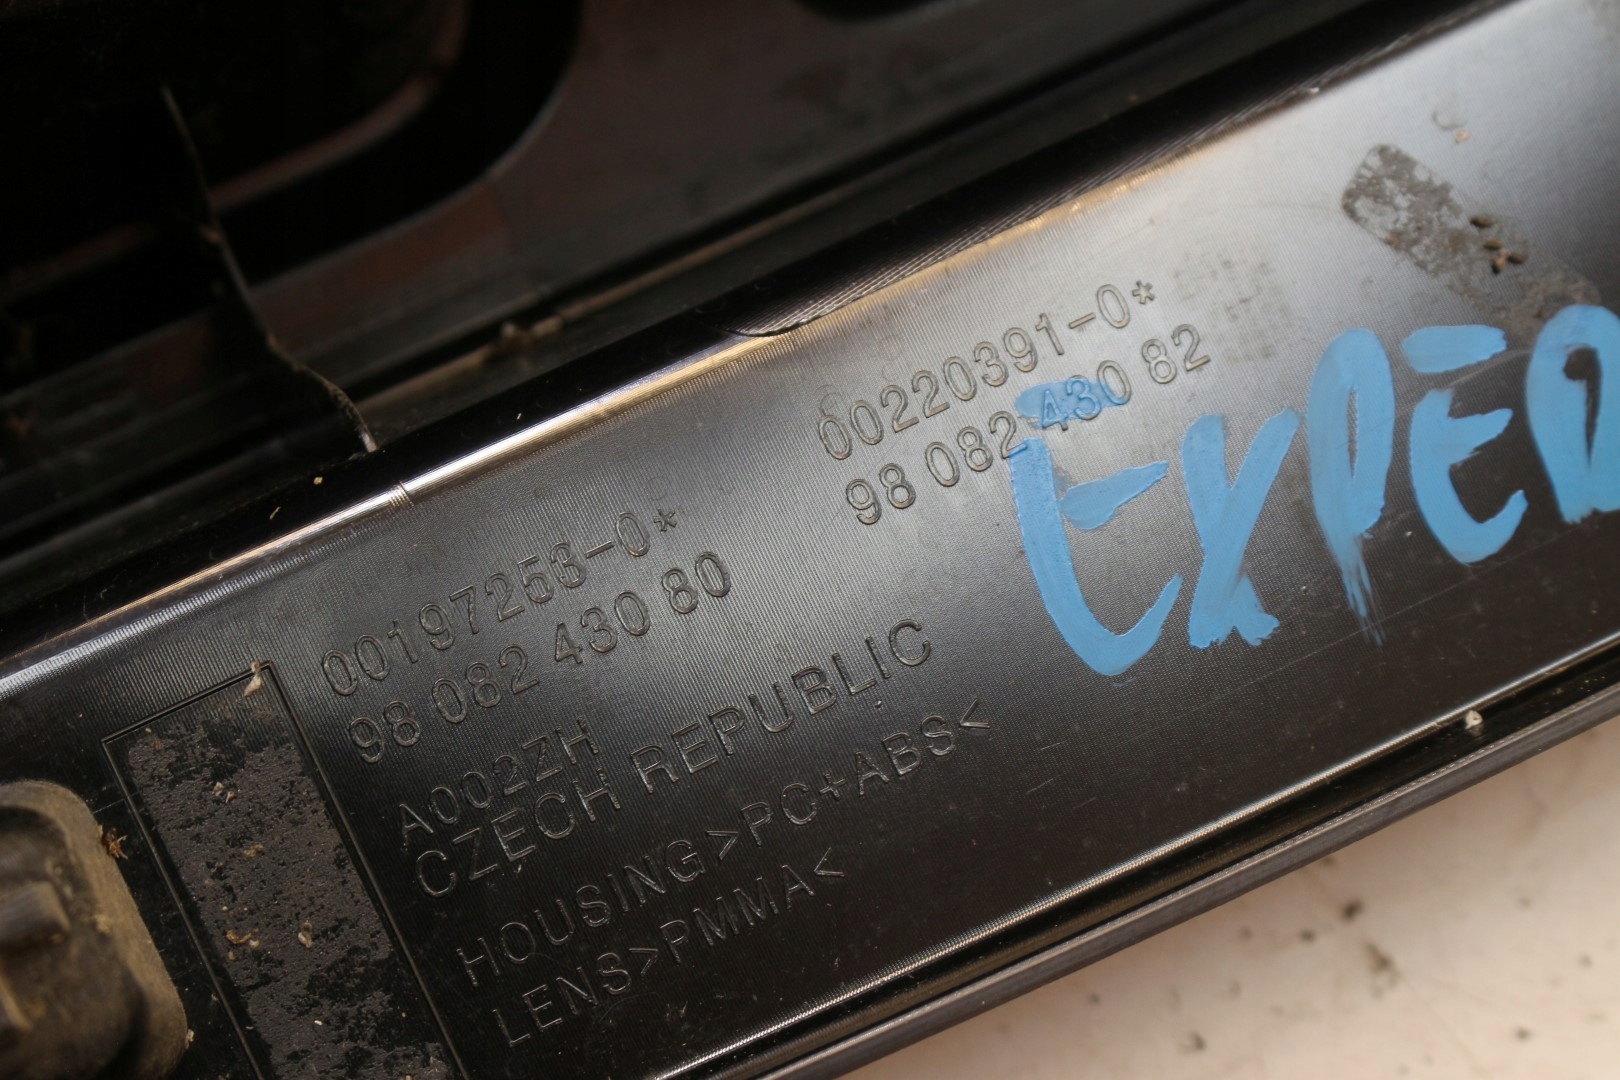 00220391-0*
98 082 430 82
00197253-0*
98 082 430 80
A002ZH
CZECH REPUBLIC
HOUSING>PC+ABS<
LENS>PMMA<